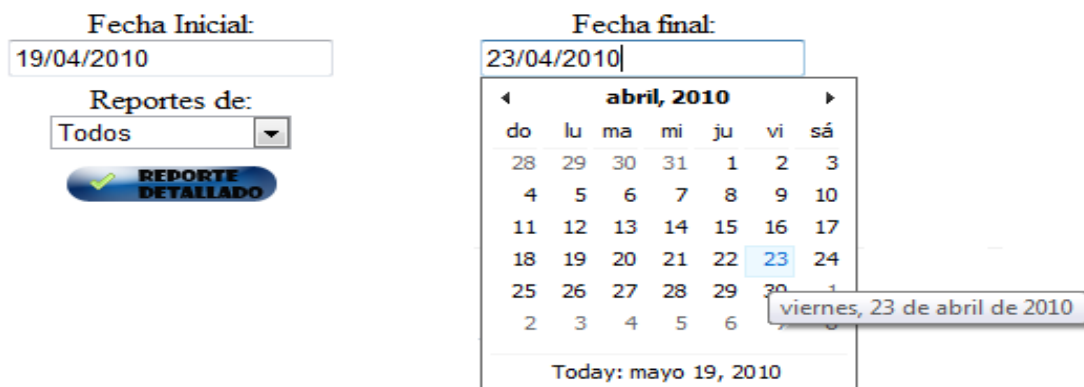 Fecha Inicial:
19/04/2010
Reportes de:
Todos
REPORTE
DETALLADO
Fecha final:
23/04/2010
abril, 2010
do lu ma mi ju vi sá
28 29 30 31 1 2 3
4 5 6 7 8 9 10
11 12 13 14 15 16 17
18 19 20 21 22 23 24
25 26 27 28 29 30 1
2 3 4 5 6
viernes, 23 de abril de 2010
Today: mayo 19, 2010